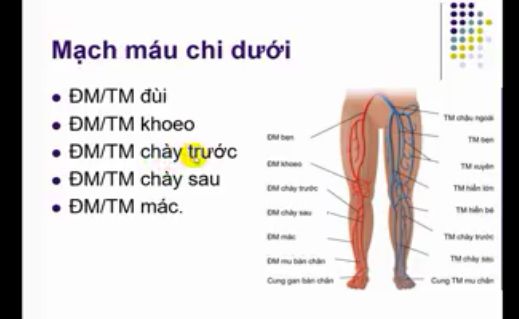 Mạch máu chi dưới
ĐM/TM đùi
ĐM/TM khoeo
ĐM/TM chày trước
ĐM/TM chày sau
ĐM/TM mác.
ĐM bẹn
ĐM khoeo
ĐM chày trước
ĐM chày sau
ĐM mác
ĐM mu bàn chân
Cung gan bàn chân
TM chậu ngoài
TM bẹn
TM xuyên
TM hiển lớn
TM hiển bé
TM chày trước
TM chày sau
Cung TM mu chân